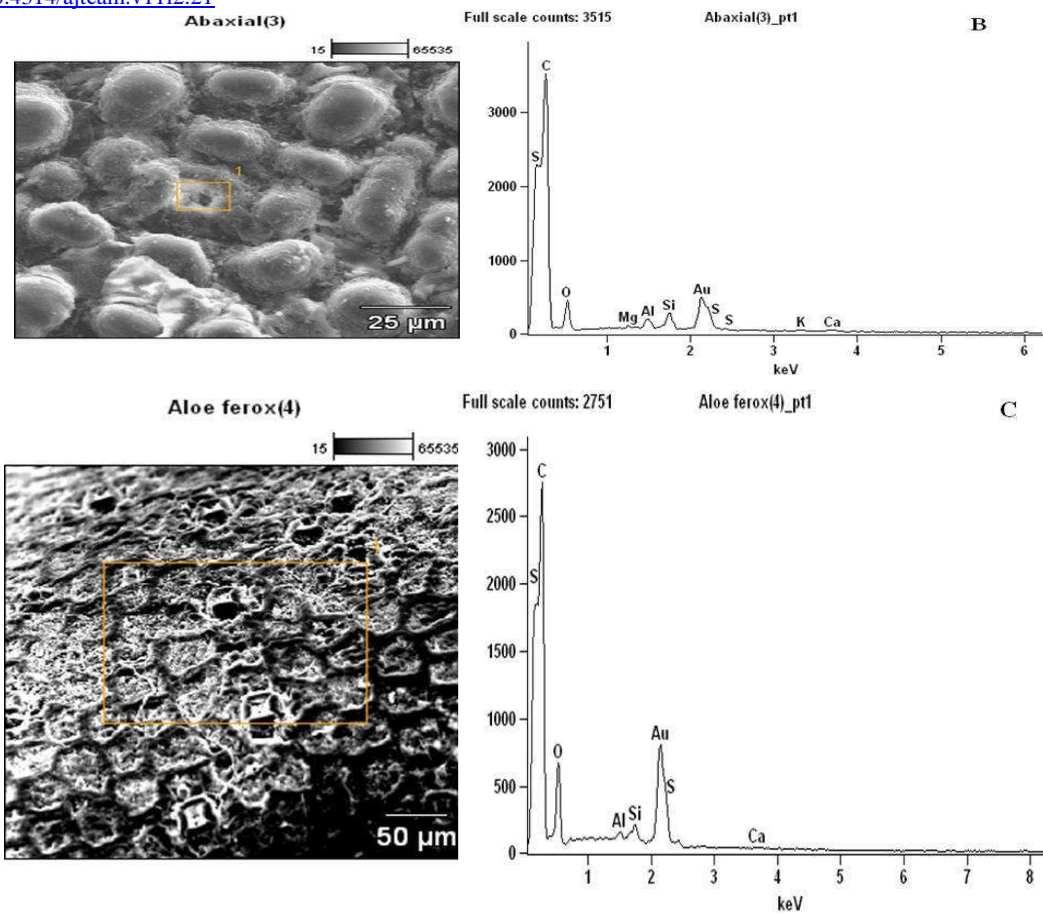 Abaxial(3)
15 65535
1
25 µm
Full scale counts: 3515 Abaxial(3)_pt1 B
C
3000
S
2000
1000
O Mg Al Si Au S S K Ca
0
1 2 3 4 5 6
keV
Aloe ferox(4)
15 65535
1
50 µm
Full scale counts: 2751 Aloe ferox(4)_pt1 C
3000
C
2500
S
2000
1500
1000
Au
O
500
S
Al Si
Ca
0
1 2 3 4 5 6 7 8
keV